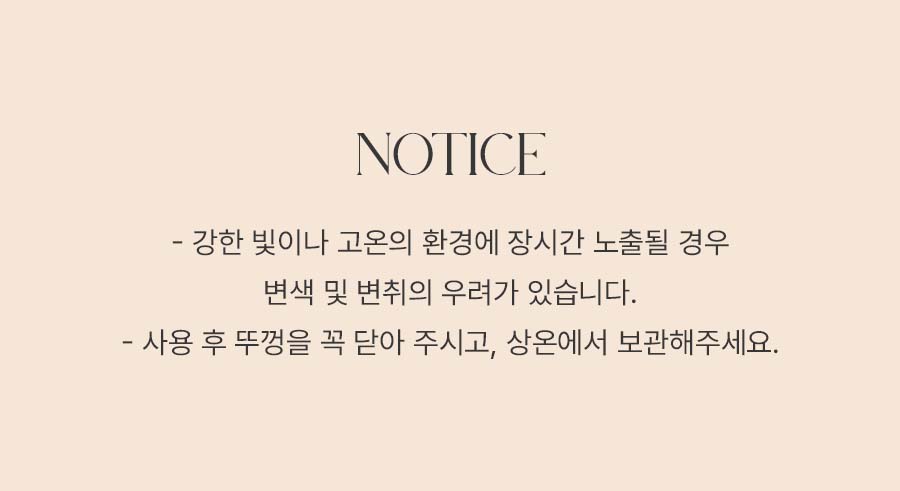 NOTICE
- 강한 빛이나 고온의 환경에 장시간 노출될 경우
변색 및 변취의 우려가 있습니다.
- 사용 후 뚜껑을 꼭 닫아 주시고, 상온에서 보관해주세요.